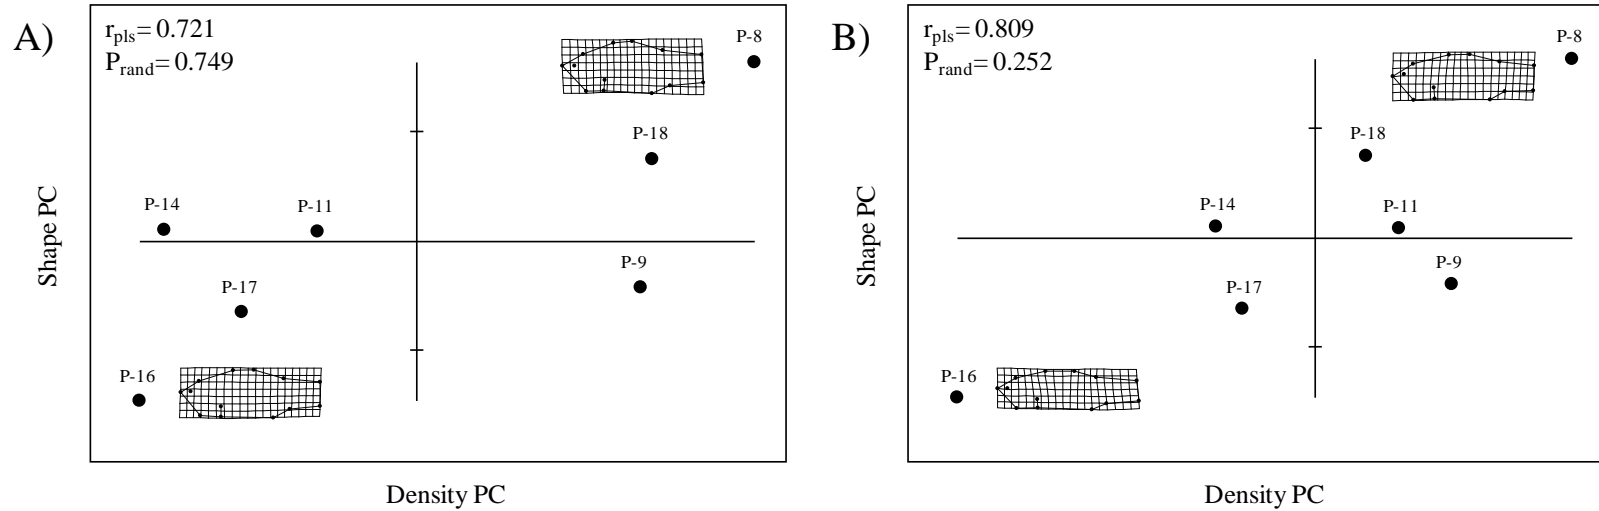 A)
r_pls= 0.721
P_rand= 0.749
P-8
P-18
P-14
P-11
P-9
P-17
P-16
Shape PC
Density PC
B)
r_pls= 0.809
P_rand= 0.252
P-8
P-18
P-14
P-11
P-9
P-17
P-16
Shape PC
Density PC